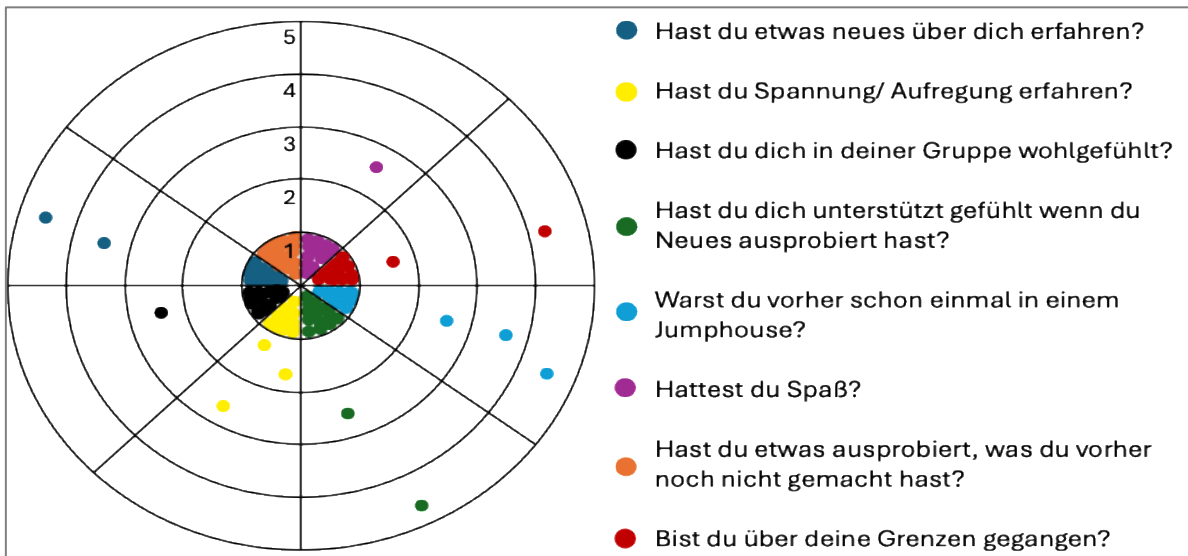 5
4
3
2
1
Hast du etwas neues über dich erfahren?
Hast du Spannung/ Aufregung erfahren?
Hast du dich in deiner Gruppe wohlgefühlt?
Hast du dich unterstützt gefühlt wenn du
Neues ausprobiert hast?
Warst du vorher schon einmal in einem
Jumphouse?
Hattest du Spaß?
Hast du etwas ausprobiert, was du vorher
noch nicht gemacht hast?
Bist du über deine Grenzen gegangen?